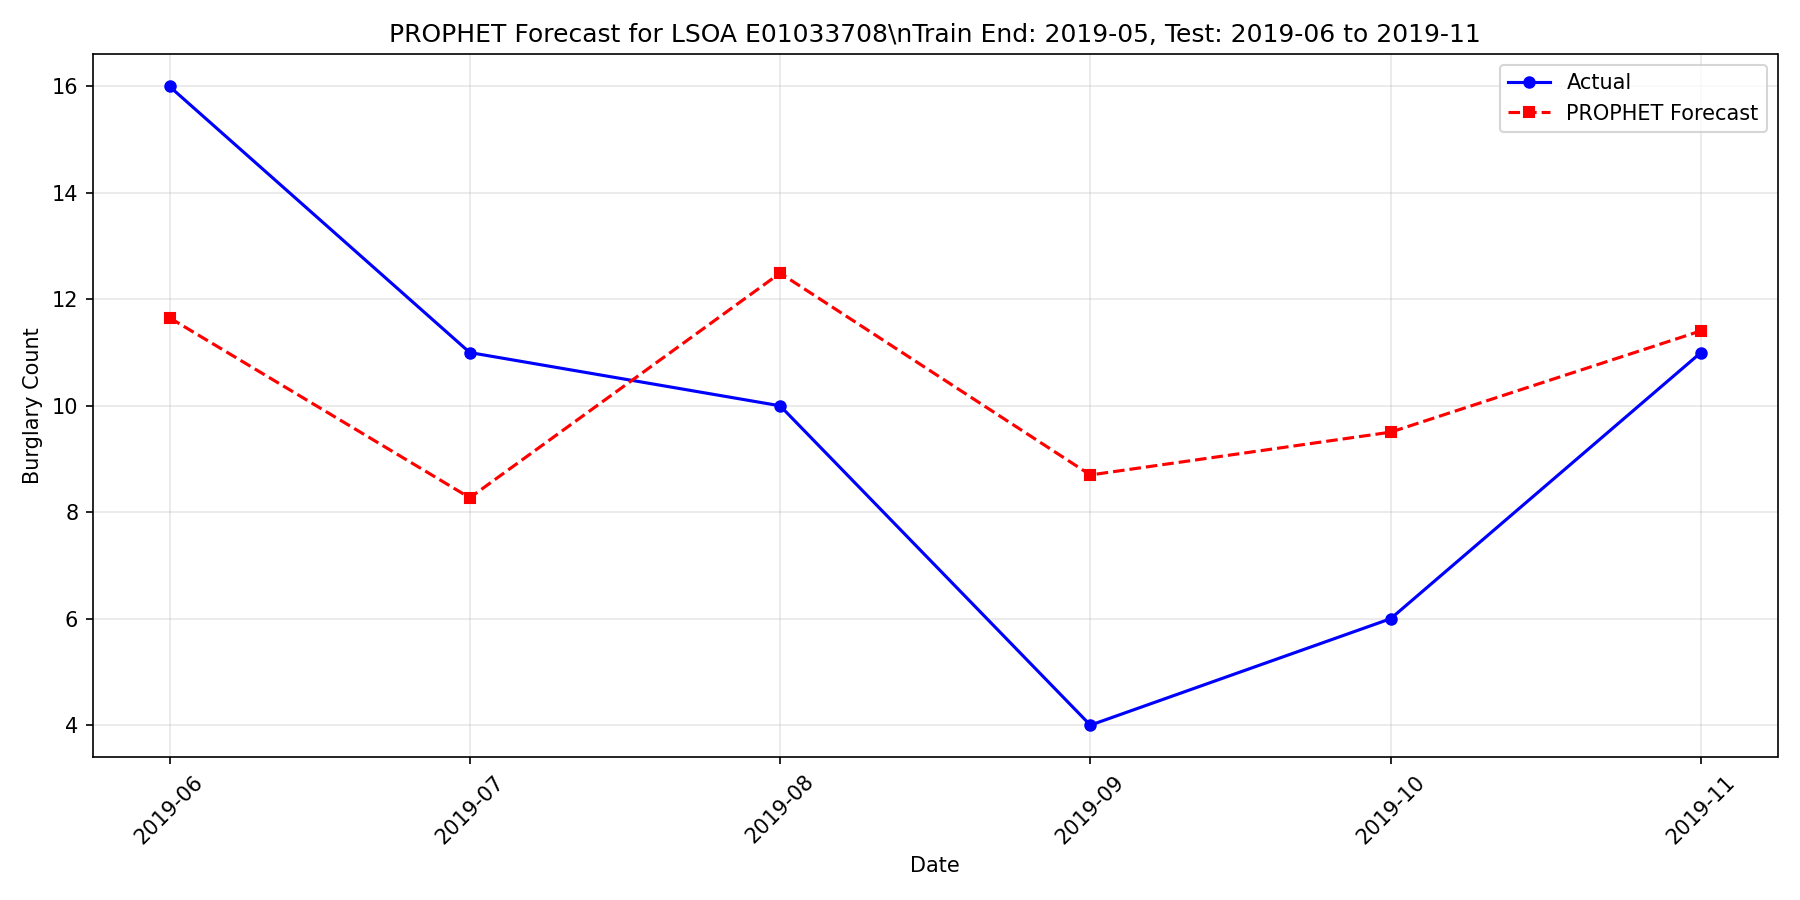 PROPHET Forecast for LSOA E01033708\nTrain End: 2019-05, Test: 2019-06 to 2019-11
Actual
PROPHET Forecast
Burglary Count
16
14
12
10
8
6
4
2019-06
2019-07
2019-08
2019-09
2019-10
2019-11
Date